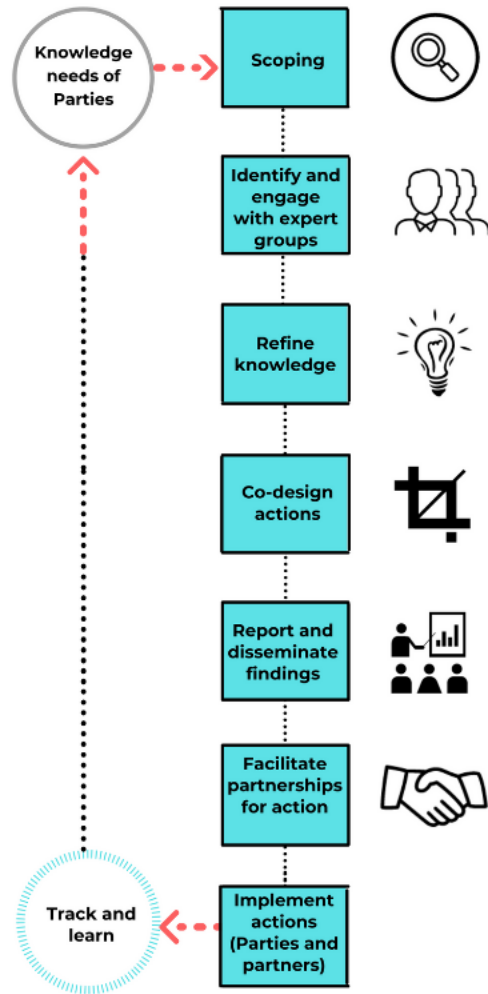 Knowledge
needs of
Parties
Scoping
Identify and
engage
with expert
groups
Refine
knowledge
Co-design
actions
Report and
disseminate
findings
Facilitate
partnerships
for action
Implement
actions
(Parties and
partners)
Track and
learn